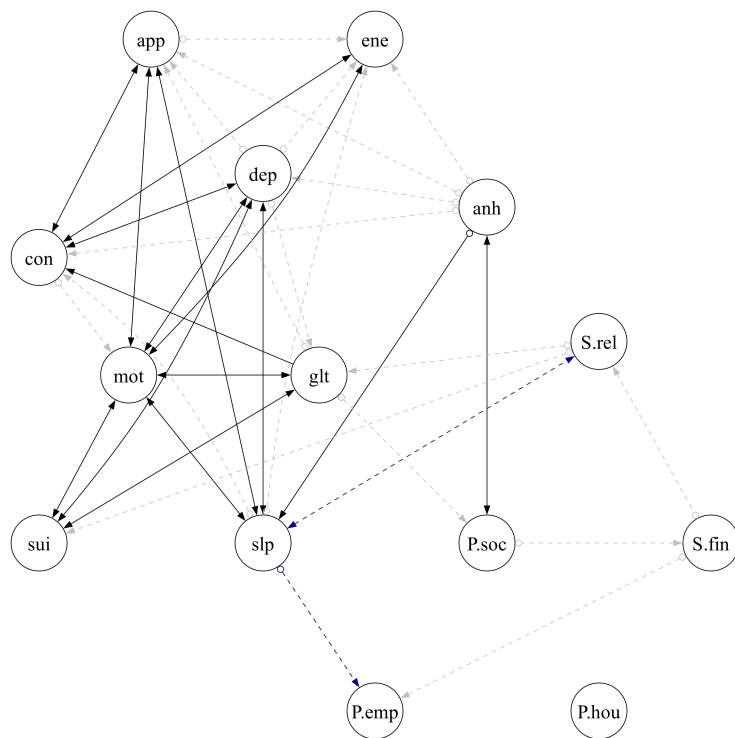 app
ene
dep
anh
con
S.rel
mot
glt
sui
slp
P.soc
S.fin
P.emp
P.hou